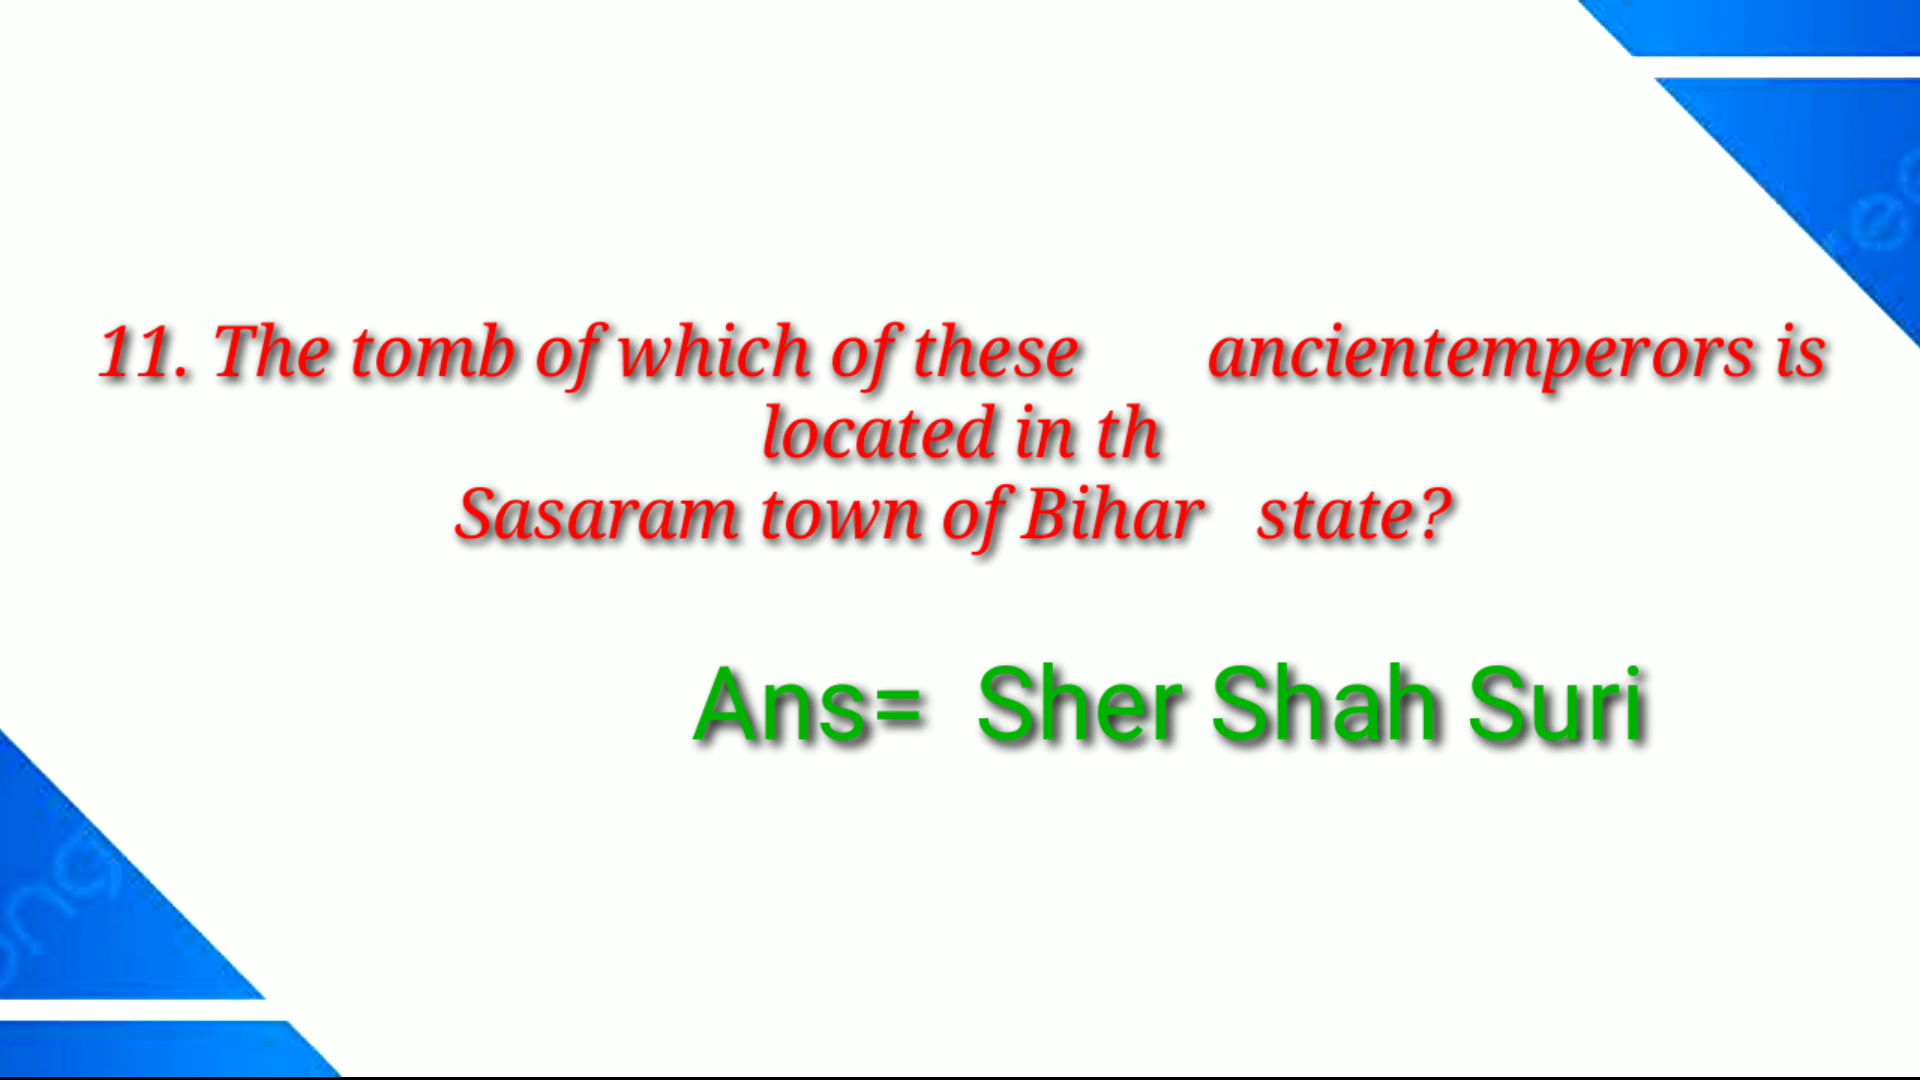 11. The tomb of which of these ancientemperors is
located in th
Sasaram town of Bihar state?
Ans= Sher Shah Suri